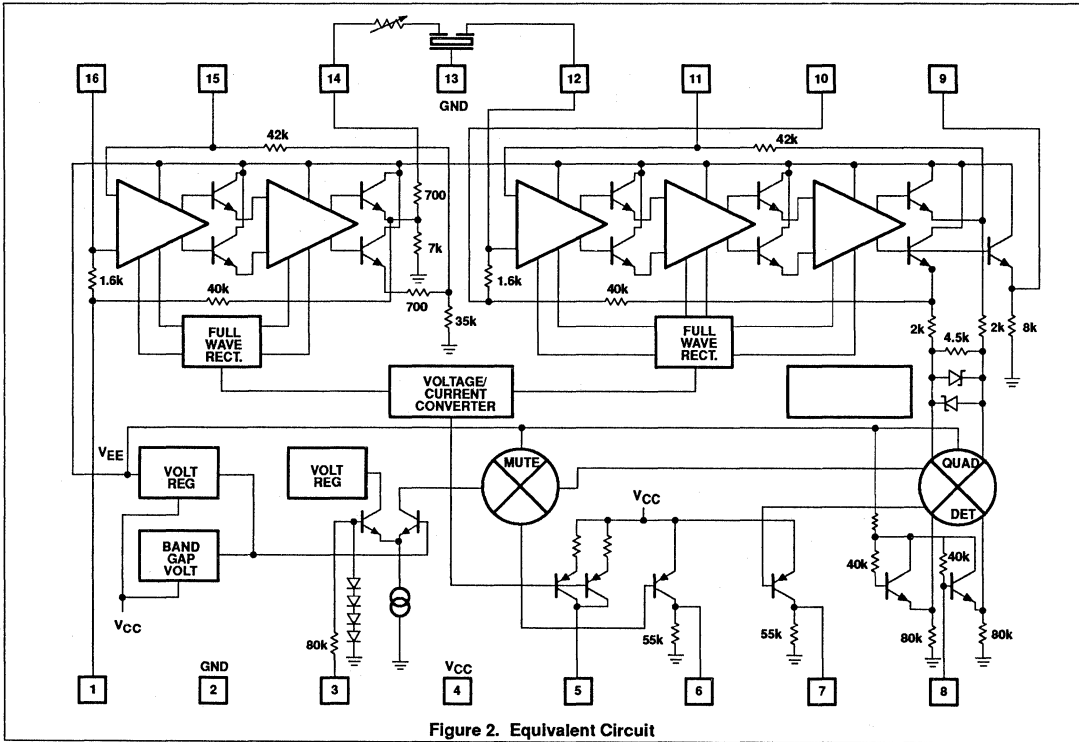 16
15
14
13
GND
12
11
10
9
42k
42k
700
7k
1.6k
40k
700
35k
1.6k
40k
2k
2k
8k
4.5k
FULL
WAVE
RECT.
FULL
WAVE
RECT.
VOLTAGE/
CURRENT
CONVERTER
VEE
VOLT
REG
VOLT
REG
MUTE
QUAD
DET
VCC
BAND
GAP
VOLT
VCC
40k
40k
80k
55k
55k
80k
80k
GND
VCC
1
2
3
4
5
6
7
8
Figure 2. Equivalent Circuit